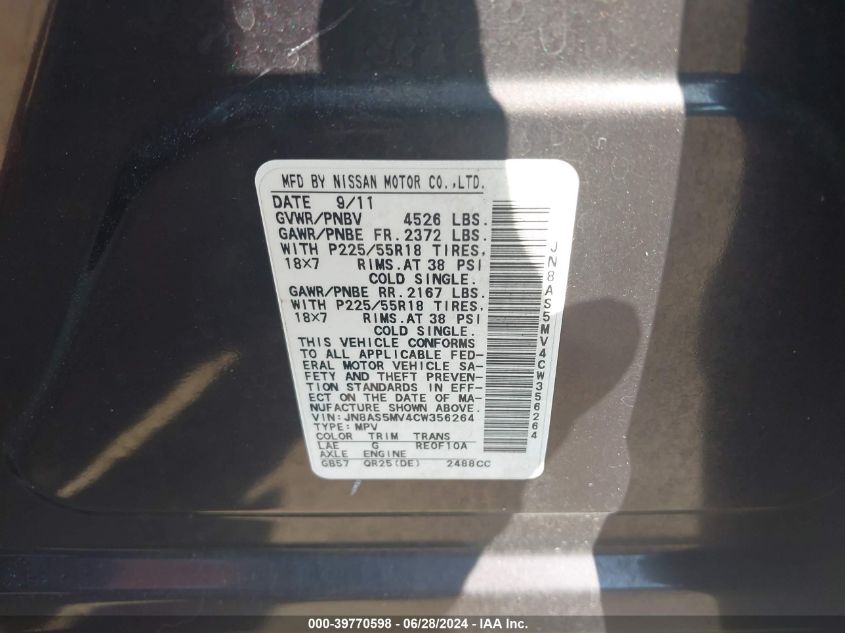 MFD BY NISSAN MOTOR CO.,LTD.
DATE 9/11
GVWR/PNBV 4526 LBS.
GAWR/PNBE FR. 2372 LBS.
WITH P225/55R18 TIRES,
18×7 RIMS.AT 38 PSI
COLD SINGLE.
GAWR/PNBE RR. 2167 LBS.
WITH P225/55R18 TIRES,
18×7 RIMS.AT 38 PSI
COLD SINGLE.
THIS VEHICLE CONFORMS
TO ALL APPLICABLE FED-
ERAL MOTOR VEHICLE SA-
FETY AND THEFT PREVEN-
TION STANDARDS IN EFF-
ECT ON THE DATE OF MA-
NUFACTURE SHOWN ABOVE.
VIN:JN8AS5MV4CW356264
TYPE:MPV
COLOR TRIM TRANS
LAE G RE0F10A
AXLE ENGINE
GB57 QR25(DE) 2488CC
JN8AS5MV4CW356264
000-39770598 - 06/28/2024 - IAA Inc.